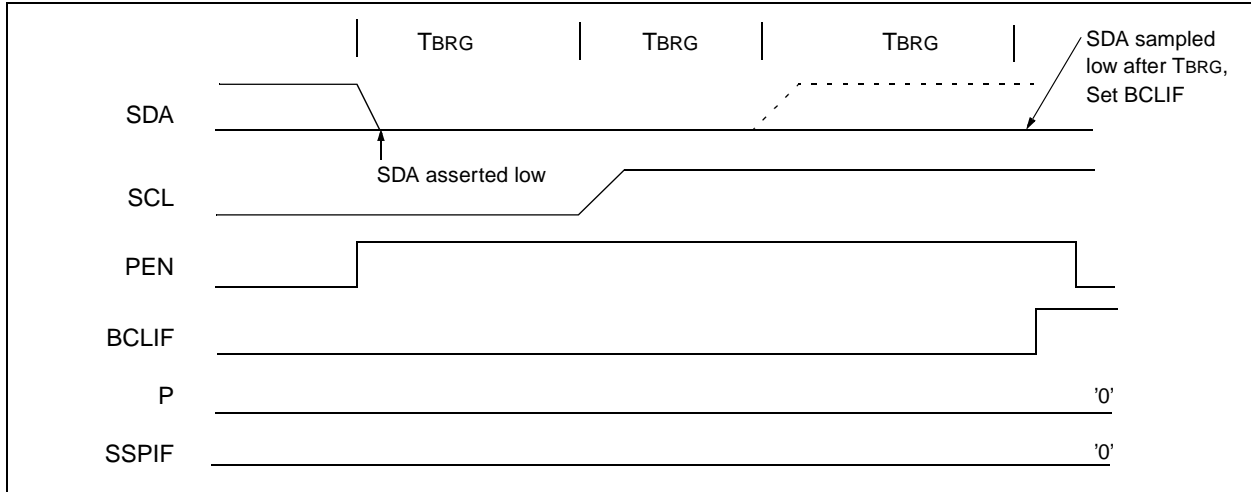 TBRG TBRG TBRG
SDA sampled
low after TBRG,
Set BCLIF
SDA
SDA asserted low
SCL
PEN
BCLIF
P
'0'
SSPIF
'0'